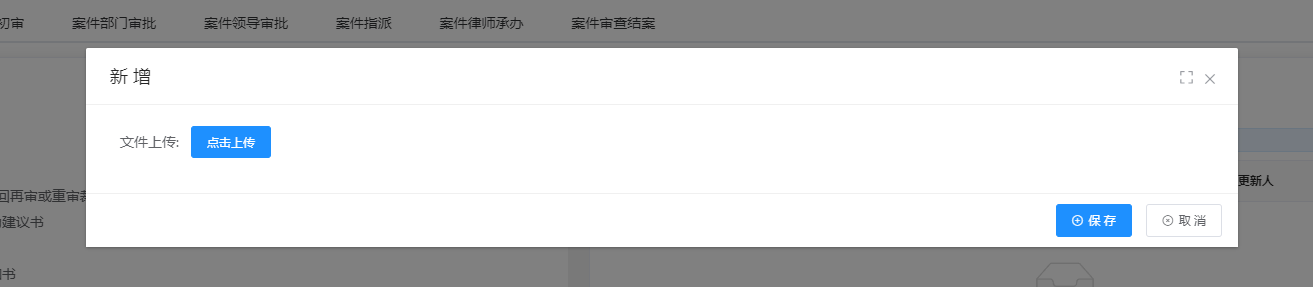 初审 案件部门审批 案件领导审批 案件指派 案件律师承办 案件审查结案
新增
文件上传: 点击上传
更新人
回再审或重审裁
建议书
保存 取消
书